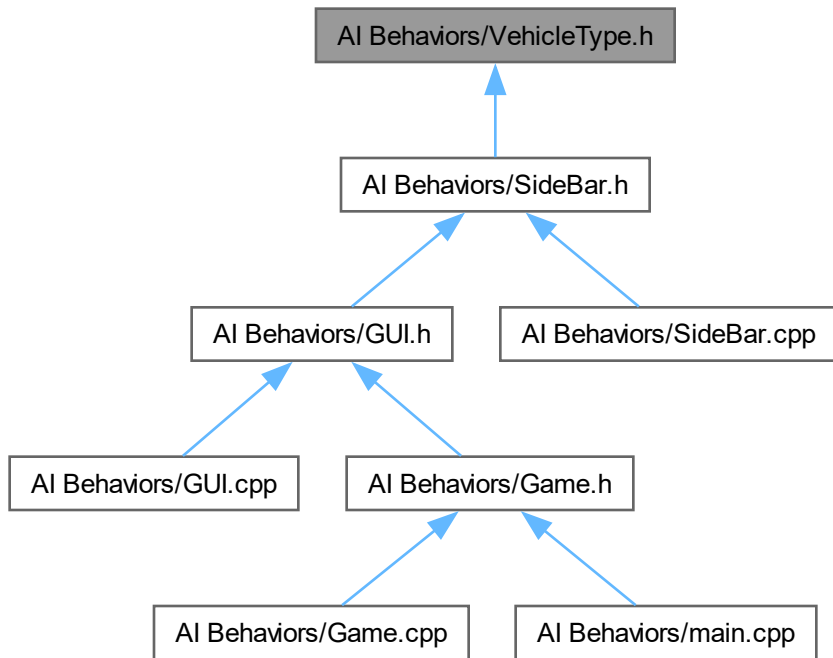 AI Behaviors/VehicleType.h
AI Behaviors/SideBar.h
AI Behaviors/GUI.h
AI Behaviors/SideBar.cpp
AI Behaviors/GUI.cpp
AI Behaviors/Game.h
AI Behaviors/Game.cpp
AI Behaviors/main.cpp